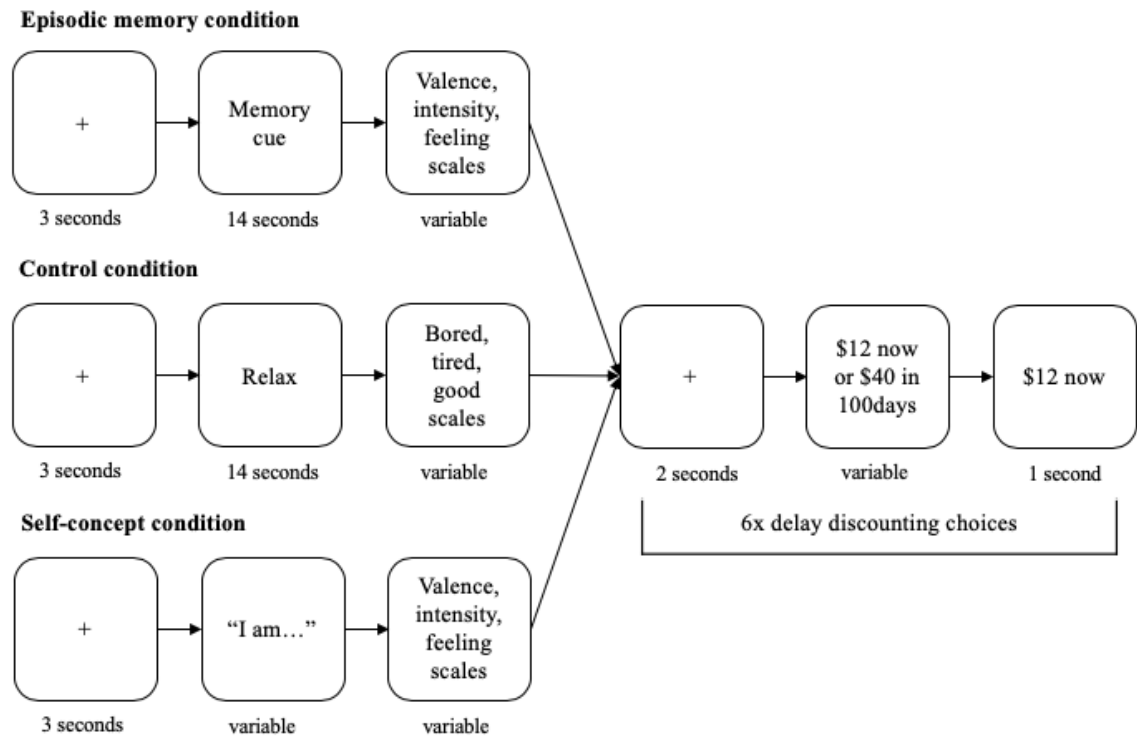 Episodic memory condition
+
Memory
cue
Valence,
intensity,
feeling
scales
3 seconds
14 seconds
variable
Control condition
+
Relax
Bored,
tired,
good
scales
3 seconds
14 seconds
variable
Self-concept condition
+
“I am…”
Valence,
intensity,
feeling
scales
3 seconds
variable
variable
+
$12 now
or $40 in
100days
$12 now
2 seconds
variable
1 second
6x delay discounting choices